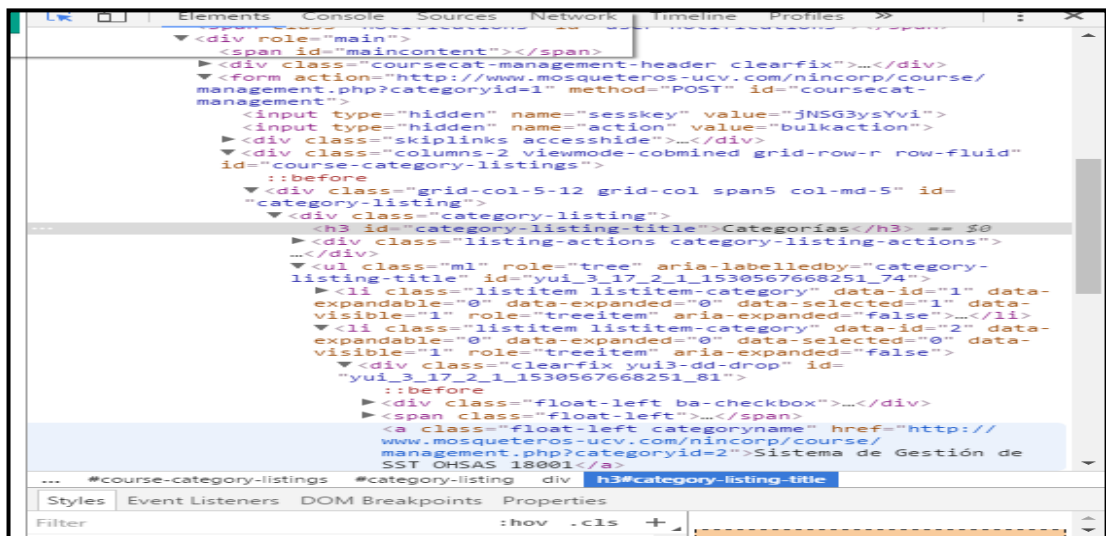 Elements Console Sources Network Timeline Profiles »
▼<div role="main">
<span id="maincontent"></span>
►<div class="coursecat-management-header clearfix">…</div>
▼<form action="http://www.mosqueteros-ucv.com/nincorp/course/
management.php?categoryid=1" method="POST" id="coursecat-
management">
<input type="hidden" name="sesskey" value="jNSG3ysYvi">
<input type="hidden" name="action" value="bulkaction">
►<div class="skiplinks accesshide">…</div>
▼<div class="columns-2 viewmode-cobmined grid-row-r row-fluid"
id="course-category-listings">
::before
▼<div class="grid-col-5-12 grid-col span5 col-md-5" id=
"category-listing">
▼<div class="category-listing">
... <h3 id="category-listing-title">Categorías</h3> == $0
►<div class="listing-actions category-listing-actions">
…</div>
▼<ul class="ml" role="tree" aria-labelledby="category-
listing-title" id="yui_3_17_2_1_1530567668251_74">
►<li class="listitem listitem-category" data-id="1" data-
expandable="0" data-expanded="0" data-selected="1" data-
visible="1" role="treeitem" aria-expanded="false">…</li>
▼<li class="listitem listitem-category" data-id="2" data-
expandable="0" data-expanded="0" data-selected="0" data-
visible="1" role="treeitem" aria-expanded="false">
▼<div class="clearfix yui3-dd-drop" id=
"yui_3_17_2_1_1530567668251_81">
::before
►<div class="float-left ba-checkbox">…</div>
►<span class="float-left">…</span>
<a class="float-left categoryname" href="http://
www.mosqueteros-ucv.com/nincorp/course/
management.php?categoryid=2">Sistema de Gestión de
SST OHSAS 18001</a>
... #course-category-listings #category-listing div h3#category-listing-title
Styles Event Listeners DOM Breakpoints Properties
Filter :hov .cls +